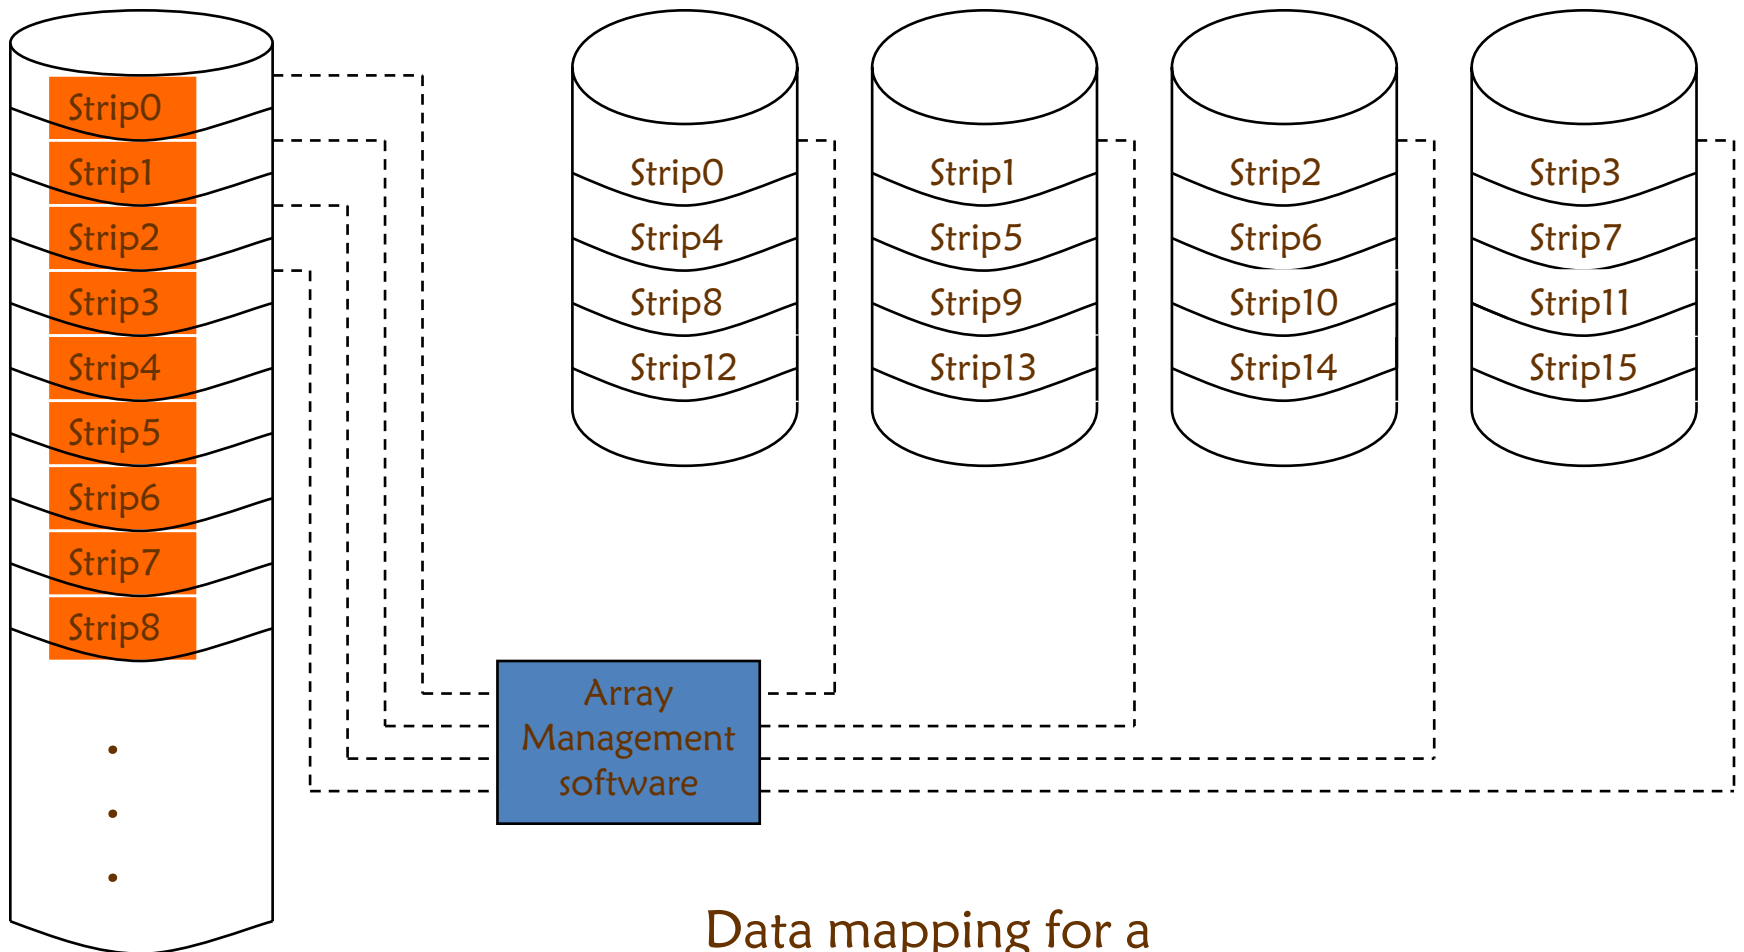 Strip0
Strip1
Strip2
Strip3
Strip4
Strip5
Strip6
Strip7
Strip8
.
.
.
Strip0 Strip1 Strip2 Strip3
Strip4 Strip5 Strip6 Strip7
Strip8 Strip9 Strip10 Strip11
Strip12 Strip13 Strip14 Strip15
Array
Management
software
Data mapping for a